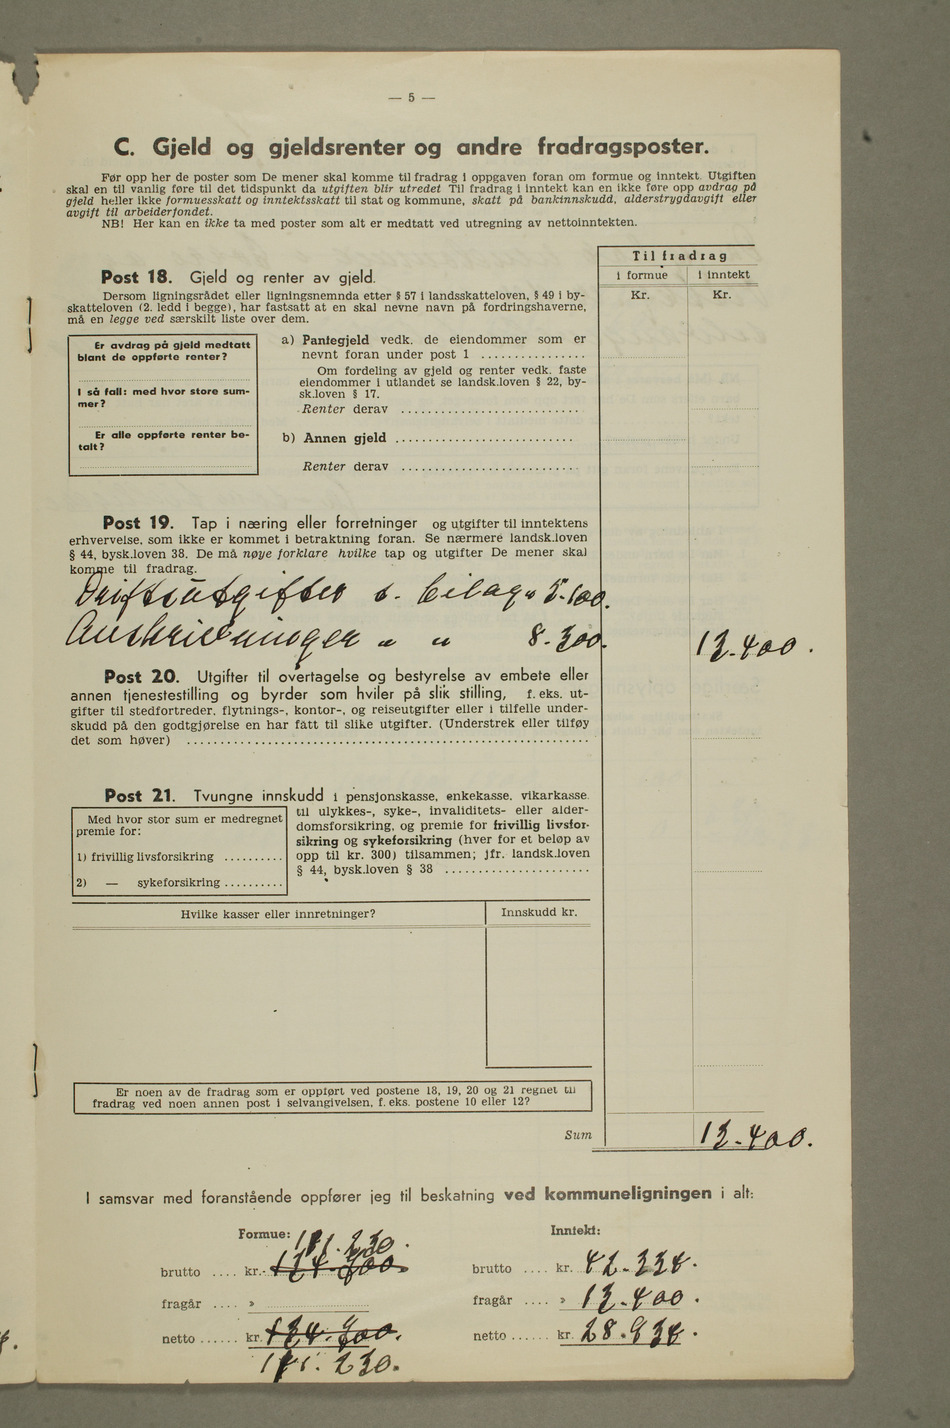 — 5 —
C. Gjeld og gjeldsrenter og andre fradragsposter.
Før opp her de poster som De mener skal komme til fradrag i oppgaven foran om formue og inntekt. Utgiften
skal en til vanlig føre til det tidspunkt da utgiften blir utredet Til fradrag i inntekt kan en ikke føre opp avdrag på
gjeld heller ikke formuesskatt og inntektsskatt til stat og kommune, skatt på bankinnskudd, alderstrygdavgift eller
avgift til arbeiderfondet.
NB! Her kan en ikke ta med poster som alt er medtatt ved utregning av nettoinntekten.
Til fradrag
i formue i inntekt
Kr. Kr.
Post 18. Gjeld og renter av gjeld.
Dersom ligningsrådet eller ligningsnemnda etter § 57 i landsskatteloven, § 49 i by-
skatteloven (2. ledd i begge), har fastsatt at en skal nevne navn på fordringshaverne,
må en legge ved særskilt liste over dem.
Er avdrag på gjeld medtatt
blant de oppførte renter?
I så fall: med hvor store sum-
mer?
Er alle oppførte renter be-
talt?
a) Pantegjeld vedk. de eiendommer som er
nevnt foran under post 1 ................
Om fordeling av gjeld og renter vedk. faste
eiendommer i utlandet se landsk.loven § 22, by-
sk.loven § 17.
Renter derav ..........................
b) Annen gjeld ..........................
Renter derav ..........................
Post 19. Tap i næring eller forretninger og utgifter til inntektens
erhvervelse, som ikke er kommet i betraktning foran. Se nærmere landsk.loven
§ 44, bysk.loven 38. De må nøye forklare hvilke tap og utgifter De mener skal
komme til fradrag.
Driftsutgifter s. bilag 5.100.
Avskrivninger " " 8.300. 13.400.
Post 20. Utgifter til overtagelse og bestyrelse av embete eller
annen tjenestestilling og byrder som hviler på slik stilling, f. eks. ut-
gifter til stedfortreder, flytnings-, kontor-, og reiseutgifter eller i tilfelle under-
skudd på den godtgjørelse en har fått til slike utgifter. (Understrek eller tilføy
det som høver) ..........................
Post 21. Tvungne innskudd i pensjonskasse, enkekasse, vikarkasse.
til ulykkes-, syke-, invaliditets- eller alder-
domsforsikring, og premie for frivillig livsfor-
sikring og sykeforsikring (hver for et beløp av
opp til kr. 300) tilsammen; jfr. landsk.loven
§ 44, bysk.loven § 38 ......................
Med hvor stor sum er medregnet
premie for:
1) frivillig livsforsikring ..........
2) — sykeforsikring ..........
Hvilke kasser eller innretninger? Innskudd kr.
Er noen av de fradrag som er oppført ved postene 18, 19, 20 og 21 regnet til
fradrag ved noen annen post i selvangivelsen, f. eks. postene 10 eller 12?
Sum 13.400.
I samsvar med foranstående oppfører jeg til beskatning ved kommuneligningen i alt:
Formue: Inntekt:
brutto .... kr. brutto .... kr. 42.334.
fragår .... » fragår .... » 13.400.
netto ...... kr. netto ...... kr. 28.934.